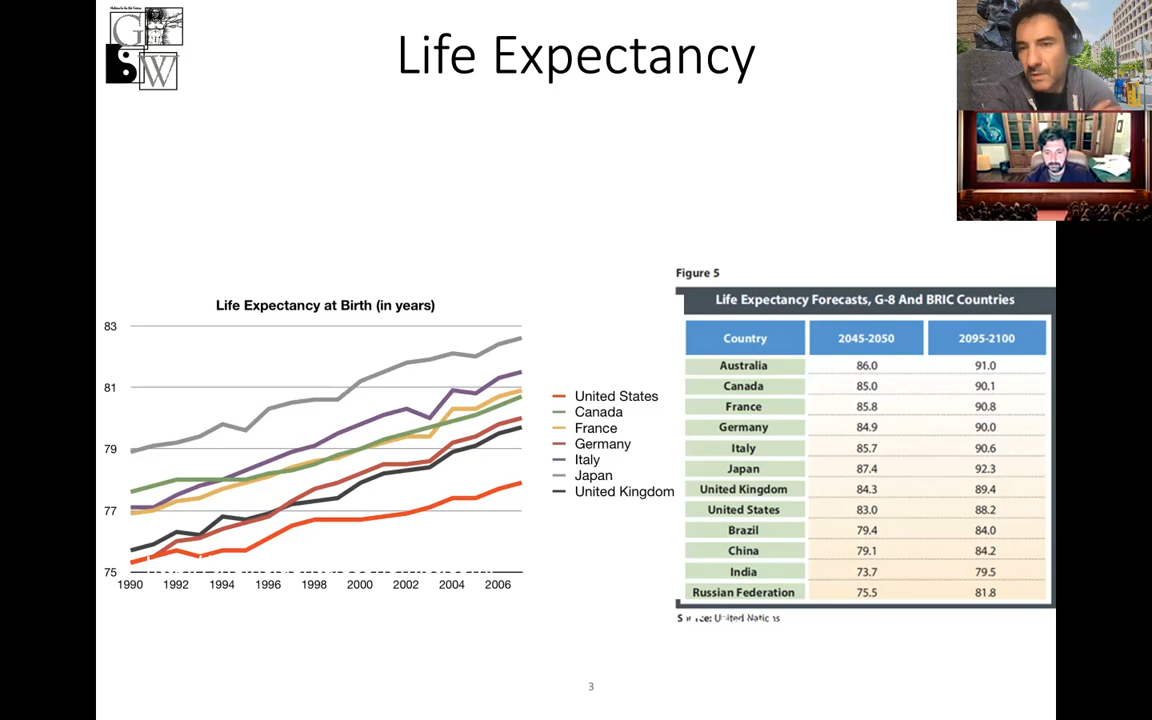 G
W
Life Expectancy
Life Expectancy at Birth (in years)
83
81
79
77
75
1990 1992 1994 1996 1998 2000 2002 2004 2006
United States
Canada
France
Germany
Italy
Japan
United Kingdom
Figure 5
Life Expectancy Forecasts, G-8 And BRIC Countries
Country 2045-2050 2095-2100
Australia 86.0 91.0
Canada 85.0 90.1
France 85.8 90.8
Germany 84.9 90.0
Italy 85.7 90.6
Japan 87.4 92.3
United Kingdom 84.3 89.4
United States 83.0 88.2
Brazil 79.4 84.0
China 79.1 84.2
India 73.7 79.5
Russian Federation 75.5 81.8
Source: United Nations
3